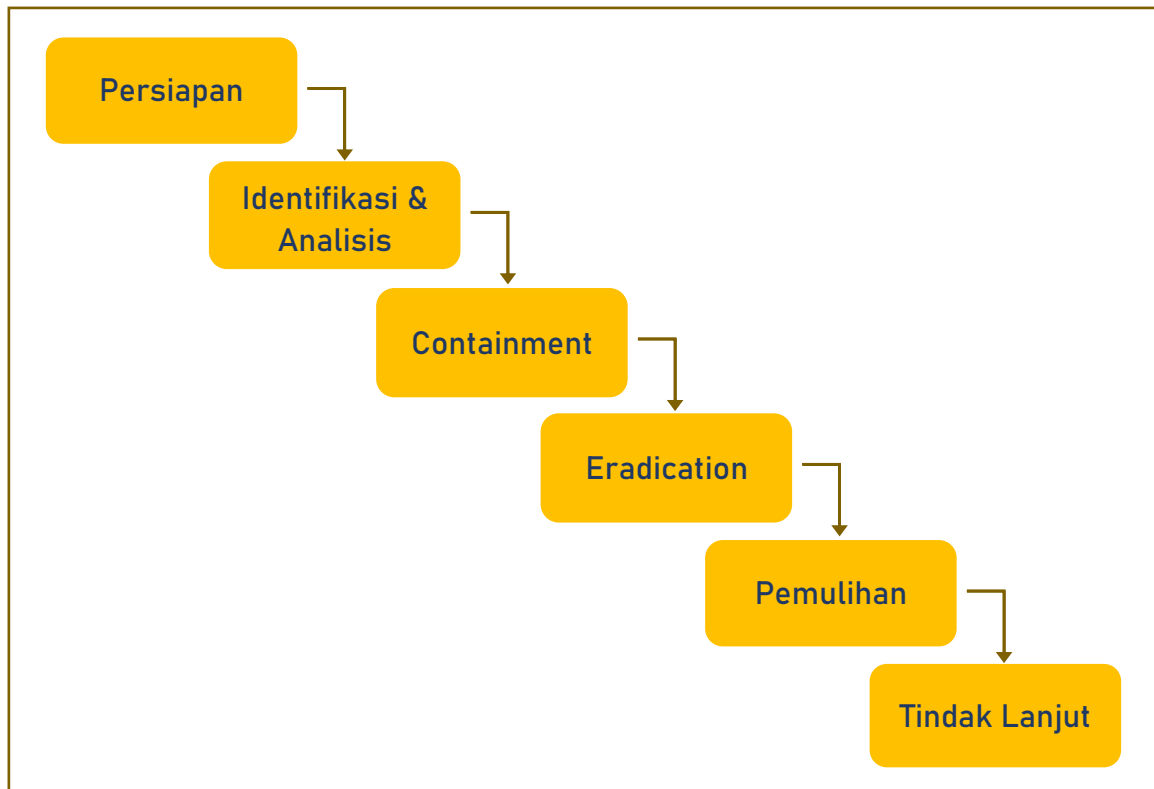 Persiapan
Identifikasi &
Analisis
Containment
Eradication
Pemulihan
Tindak Lanjut